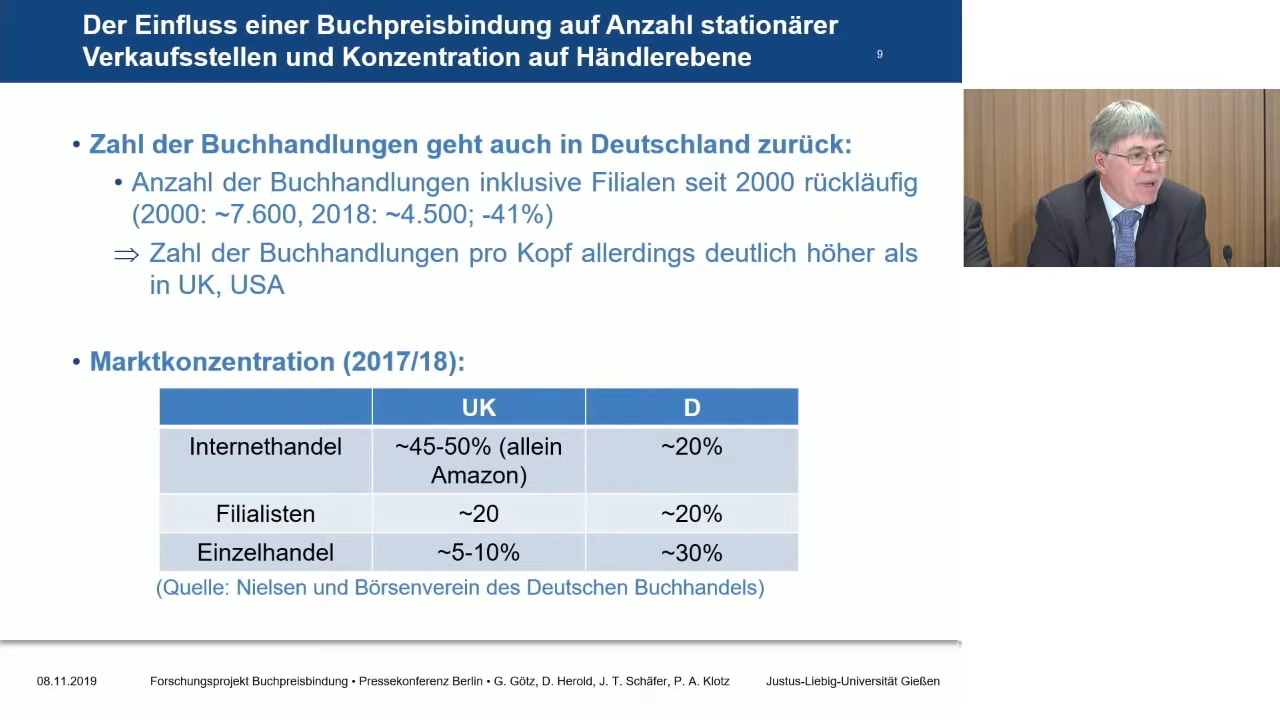 Der Einfluss einer Buchpreisbindung auf Anzahl stationärer
Verkaufsstellen und Konzentration auf Händlerebene
9
• Zahl der Buchhandlungen geht auch in Deutschland zurück:
• Anzahl der Buchhandlungen inklusive Filialen seit 2000 rückläufig
(2000: ~7.600, 2018: ~4.500; -41%)
⇒ Zahl der Buchhandlungen pro Kopf allerdings deutlich höher als
in UK, USA
• Marktkonzentration (2017/18):
UK D
Internethandel ~45-50% (allein ~20%
Amazon)
Filialisten ~20 ~20%
Einzelhandel ~5-10% ~30%
(Quelle: Nielsen und Börsenverein des Deutschen Buchhandels)
08.11.2019 Forschungsprojekt Buchpreisbindung • Pressekonferenz Berlin • G. Götz, D. Herold, J. T. Schäfer, P. A. Klotz Justus-Liebig-Universität Gießen